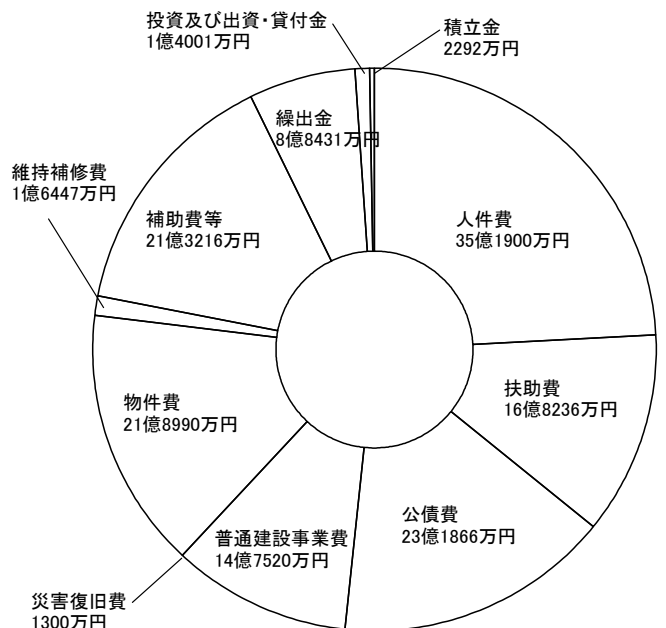 投資及び出資・貸付金
1億4001万円
積立金
2292万円
繰出金
8億8431万円
維持補修費
1億6447万円
補助費等
21億3216万円
人件費
35億1900万円
扶助費
16億8236万円
物件費
21億8990万円
公債費
23億1866万円
普通建設事業費
14億7520万円
災害復旧費
1300万円